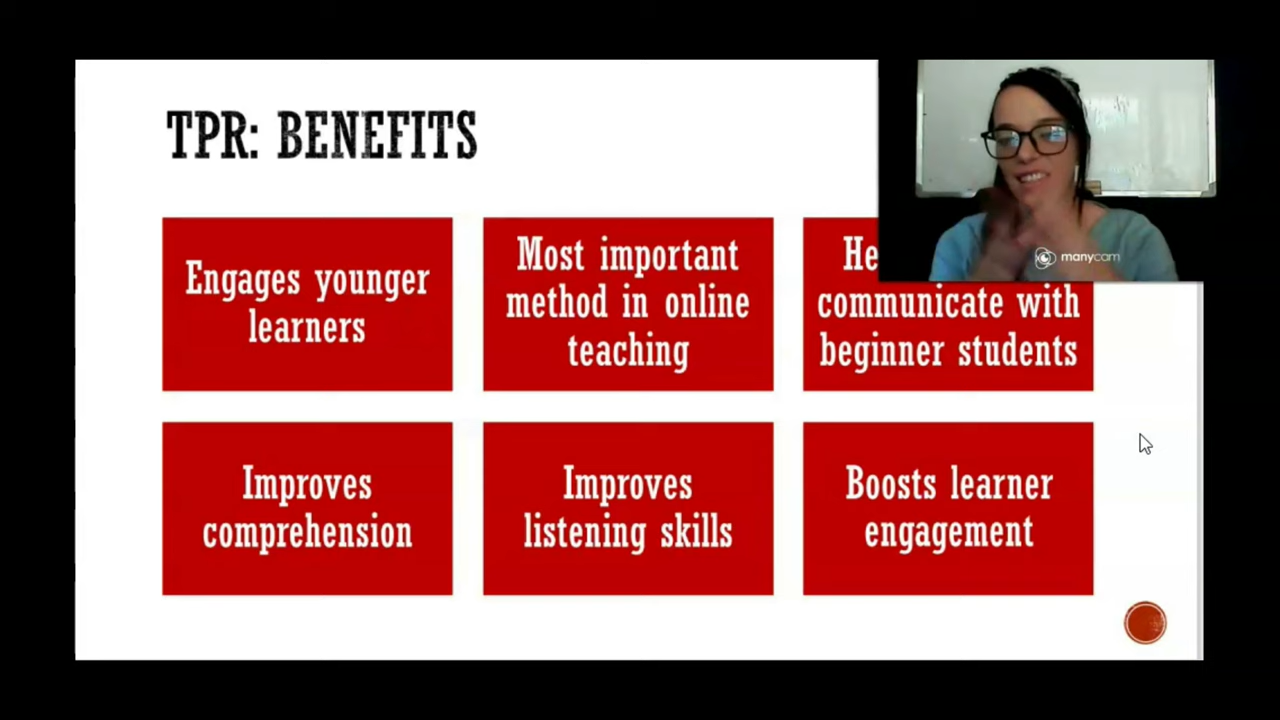 TPR: BENEFITS
manycam
Engages younger
learners
Most important
method in online
teaching
communicate with
beginner students
Improves
comprehension
Improves
listening skills
Boosts learner
engagement